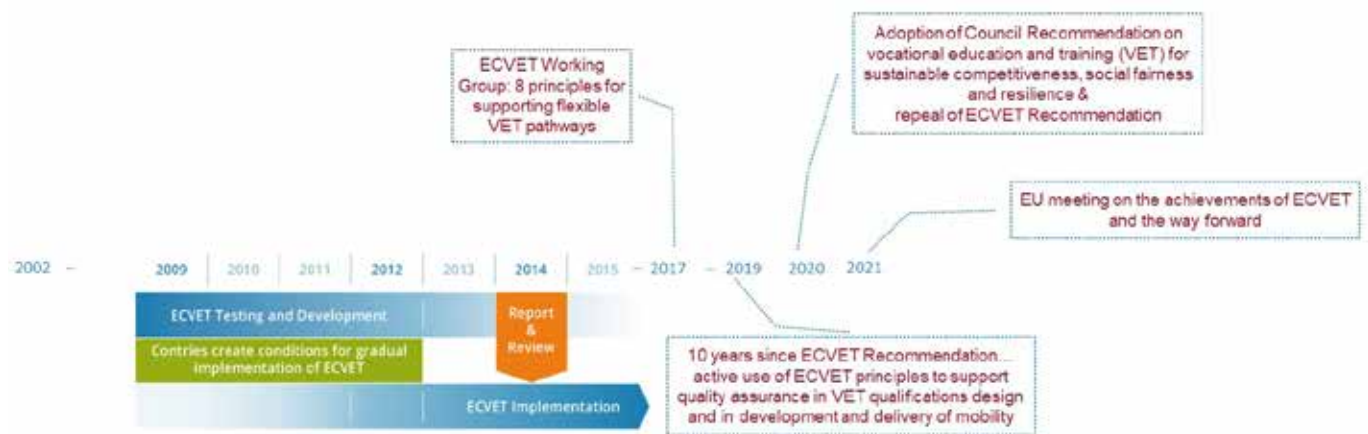 ECVET Working
Group: 8 principles for
supporting flexible
VET pathways
Adoption of Council Recommendation on
vocational education and training (VET) for
sustainable competitiveness, social fairness
and resilience &
repeal of ECVET Recommendation
EU meeting on the achievements of ECVET
and the way forward
2002 – 2009 2010 2011 2012 2013 2014 2015 – 2017 – 2019 2020 2021
ECVET Testing and Development
Report
&
Review
Contries create conditions for gradual
implementation of ECVET
ECVET Implementation
10 years since ECVET Recommendation...
active use of ECVET principles to support
quality assurance in VET qualifications design
and in development and delivery of mobility